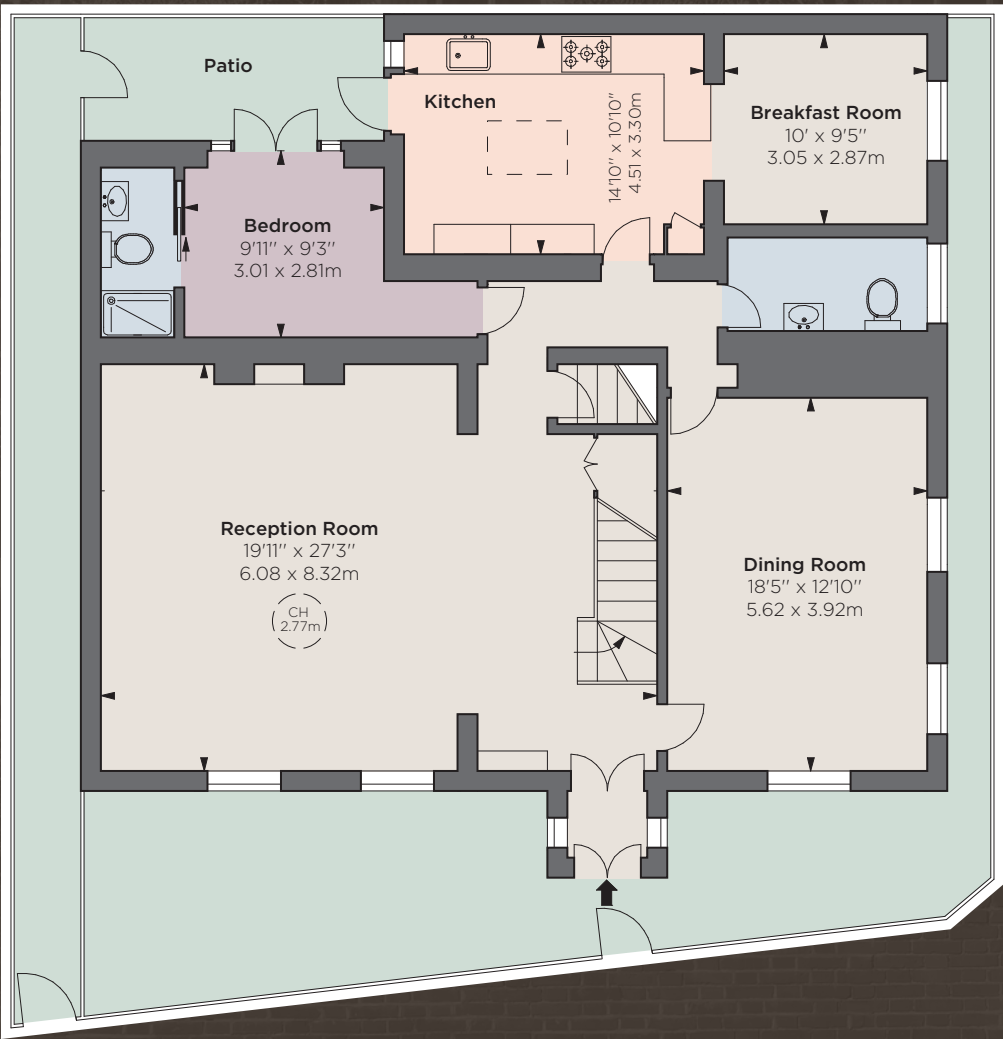 Patio
Kitchen
14'10" x 10'10"
4.51 x 3.30m
Breakfast Room
10' x 9'5"
3.05 x 2.87m
Bedroom
9'11" x 9'3"
3.01 x 2.81m
Reception Room
19'11" x 27'3"
6.08 x 8.32m
CH
2.77m
Dining Room
18'5" x 12'10"
5.62 x 3.92m